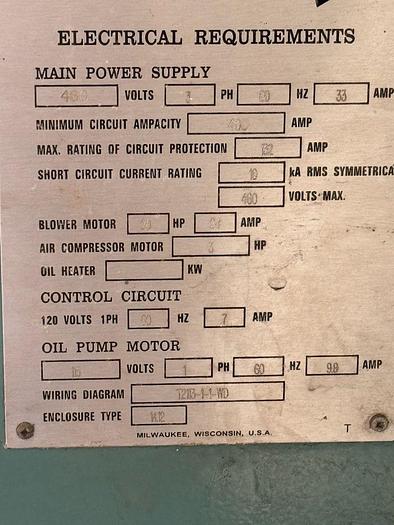 ELECTRICAL REQUIREMENTS
MAIN POWER SUPPLY
460 VOLTS 3 PH 60 HZ 33 AMP
MINIMUM CIRCUIT AMPACITY AMP
MAX. RATING OF CIRCUIT PROTECTION AMP
SHORT CIRCUIT CURRENT RATING 10 kA RMS SYMMETRICA
VOLTS MAX.
BLOWER MOTOR HP AMP
AIR COMPRESSOR MOTOR 3 HP
OIL HEATER KW
CONTROL CIRCUIT
120 VOLTS 1PH 60 HZ 7 AMP
OIL PUMP MOTOR
VOLTS 1 PH 60 HZ 9.8 AMP
WIRING DIAGRAM
ENCLOSURE TYPE
MILWAUKEE, WISCONSIN, U.S.A. T